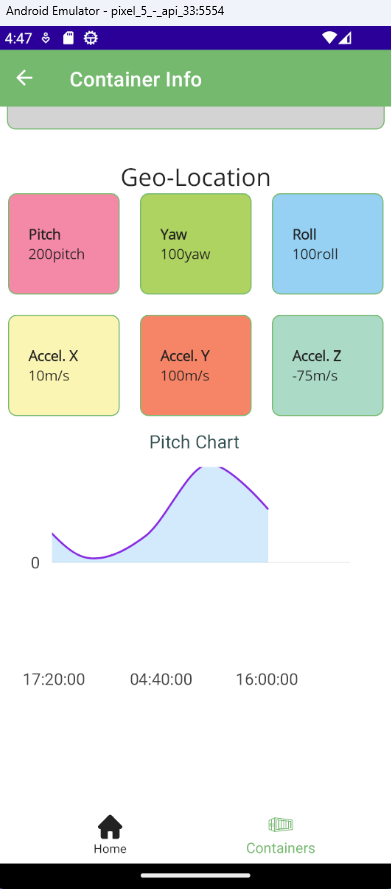 Android Emulator - pixel_5_-_api_33:5554
4:47
Container Info
Geo-Location
Pitch
200pitch
Yaw
100yaw
Roll
100roll
Accel. X
10m/s
Accel. Y
100m/s
Accel. Z
-75m/s
Pitch Chart
0
17:20:00 04:40:00 16:00:00
Home
Containers